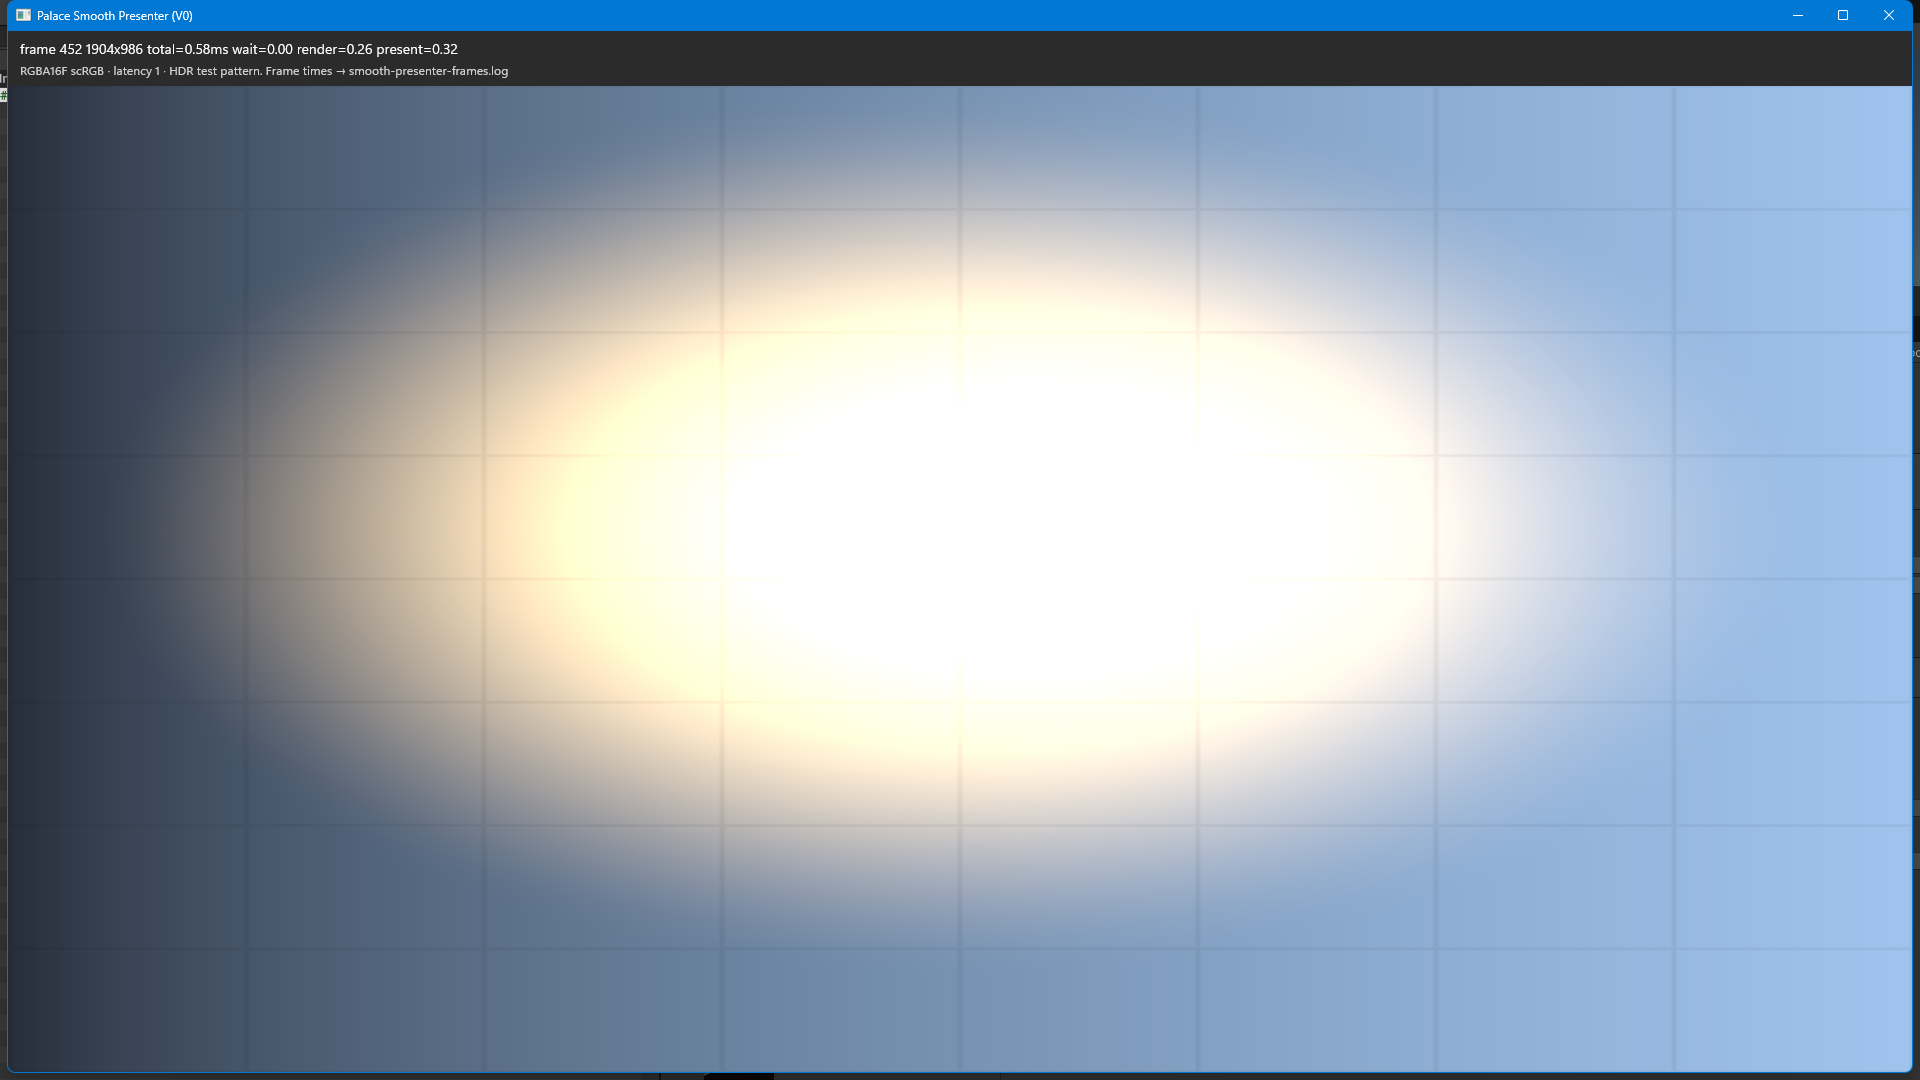 Palace Smooth Presenter (V0)
frame 452 1904x986 total=0.58ms wait=0.00 render=0.26 present=0.32
RGBA16F scRGB · latency 1 · HDR test pattern. Frame times → smooth-presenter-frames.log
#